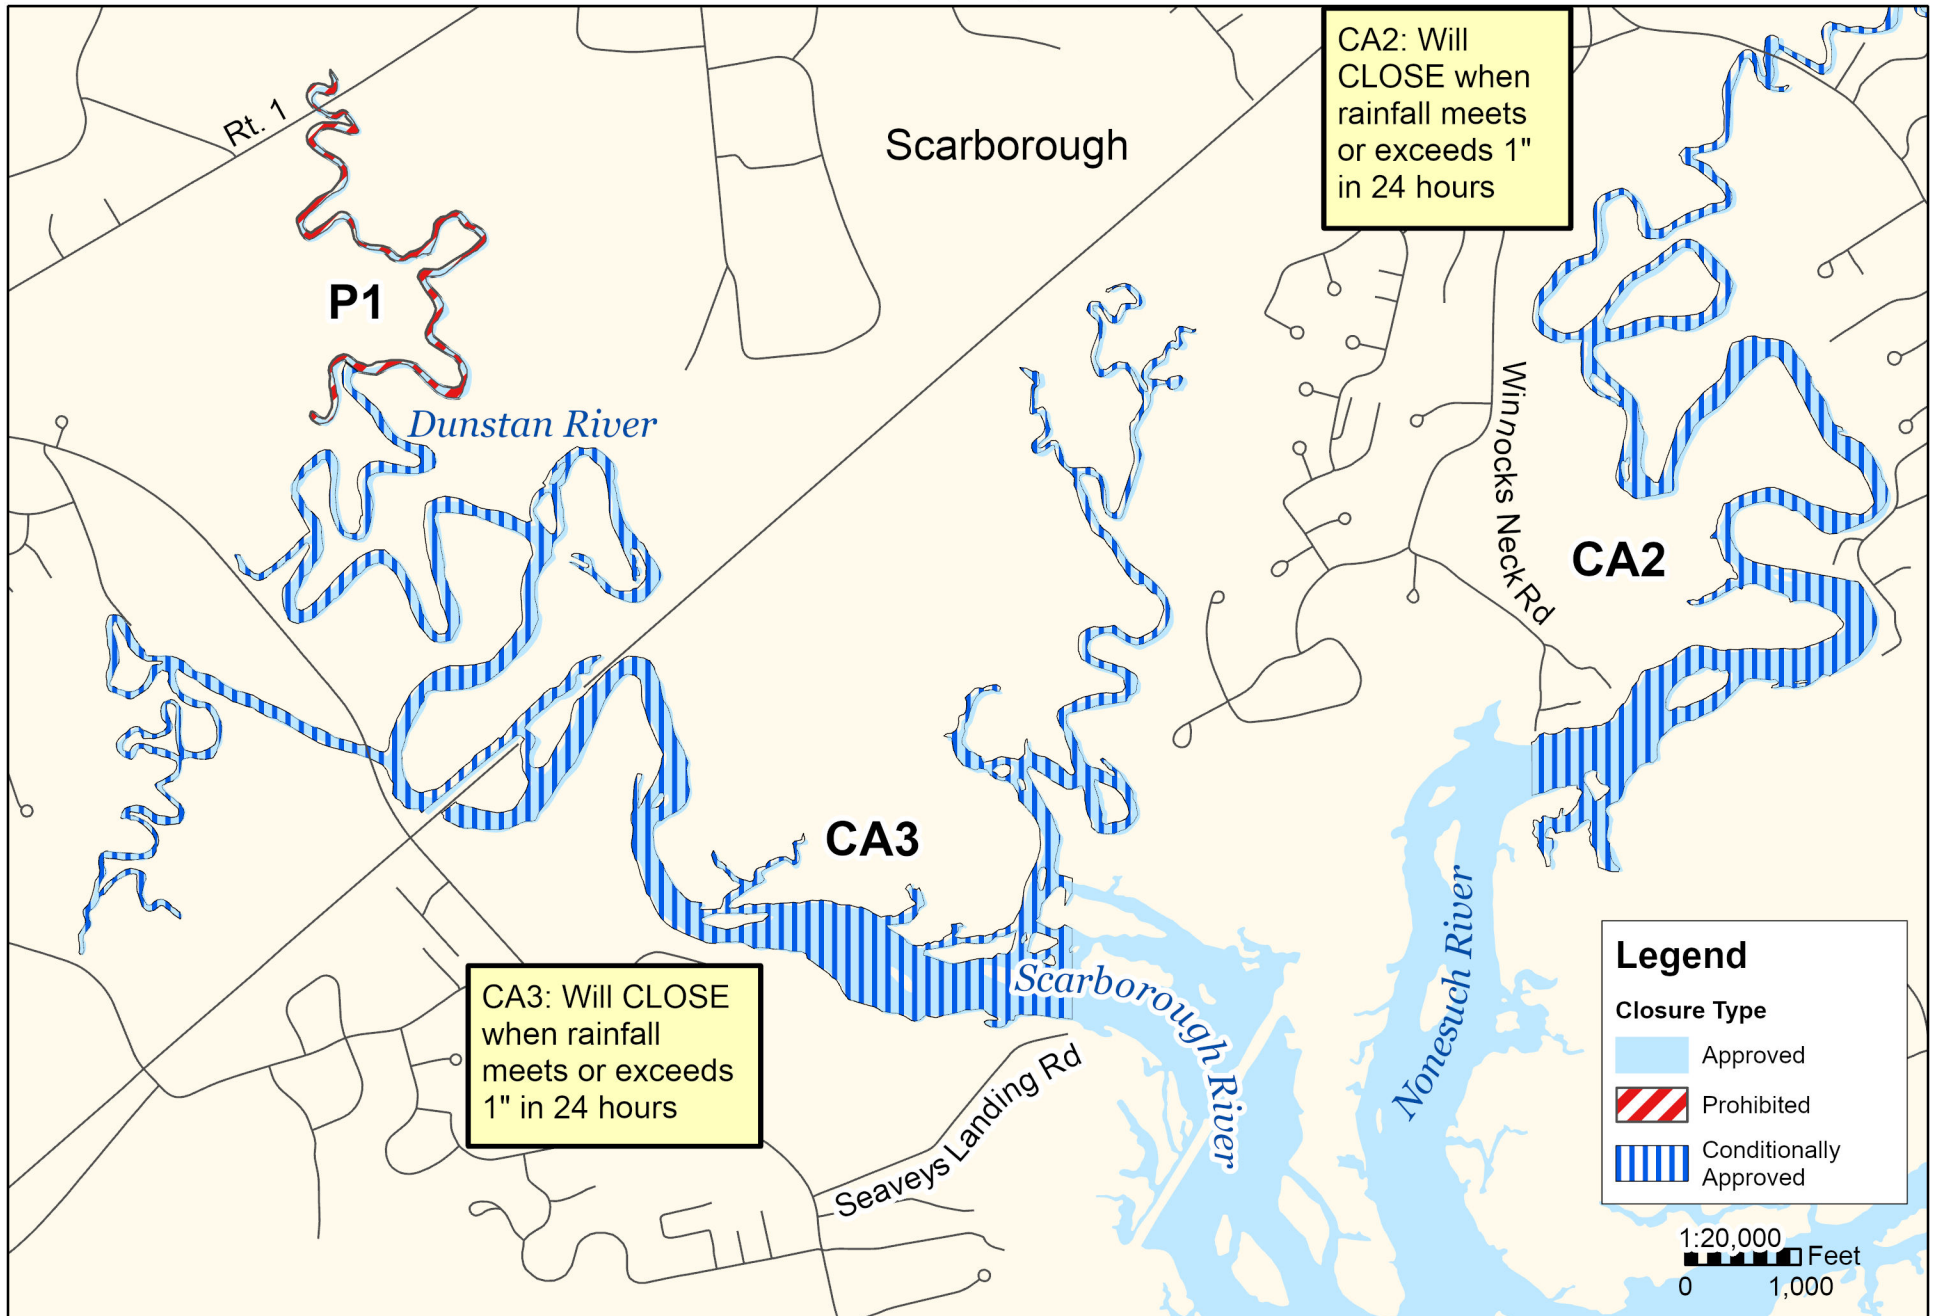 CA2: Will
CLOSE when
rainfall meets
or exceeds 1"
in 24 hours
Rt. 1
Scarborough
P1
Dunstan River
Winnocks Neck Rd
CA2
CA3
Scarborough River
Nonesuch River
CA3: Will CLOSE
when rainfall
meets or exceeds
1" in 24 hours
Seaveys Landing Rd
Legend
Closure Type
Approved
Prohibited
Conditionally
Approved
1:20,000
Feet
0 1,000